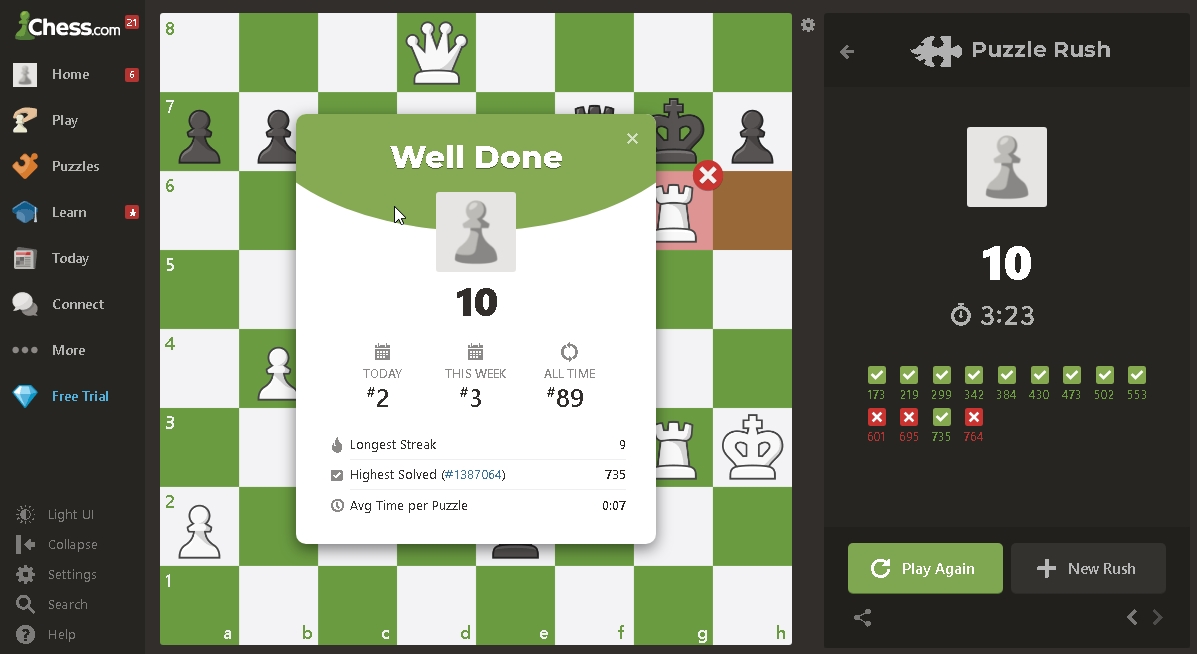 Chess.com 21
Home 6
Play
Puzzles
Learn
Today
Connect
More
Free Trial
Light UI
Collapse
Settings
Search
Help
8
7
6
5
4
3
2
1
a b c d e f g h
Well Done
10
TODAY THIS WEEK ALL TIME
#2 #3 #89
Longest Streak 9
Highest Solved (#1387064) 735
Avg Time per Puzzle 0:07
Puzzle Rush
10
3:23
173 219 299 342 384 430 473 502 553
601 695 735 764
Play Again
New Rush